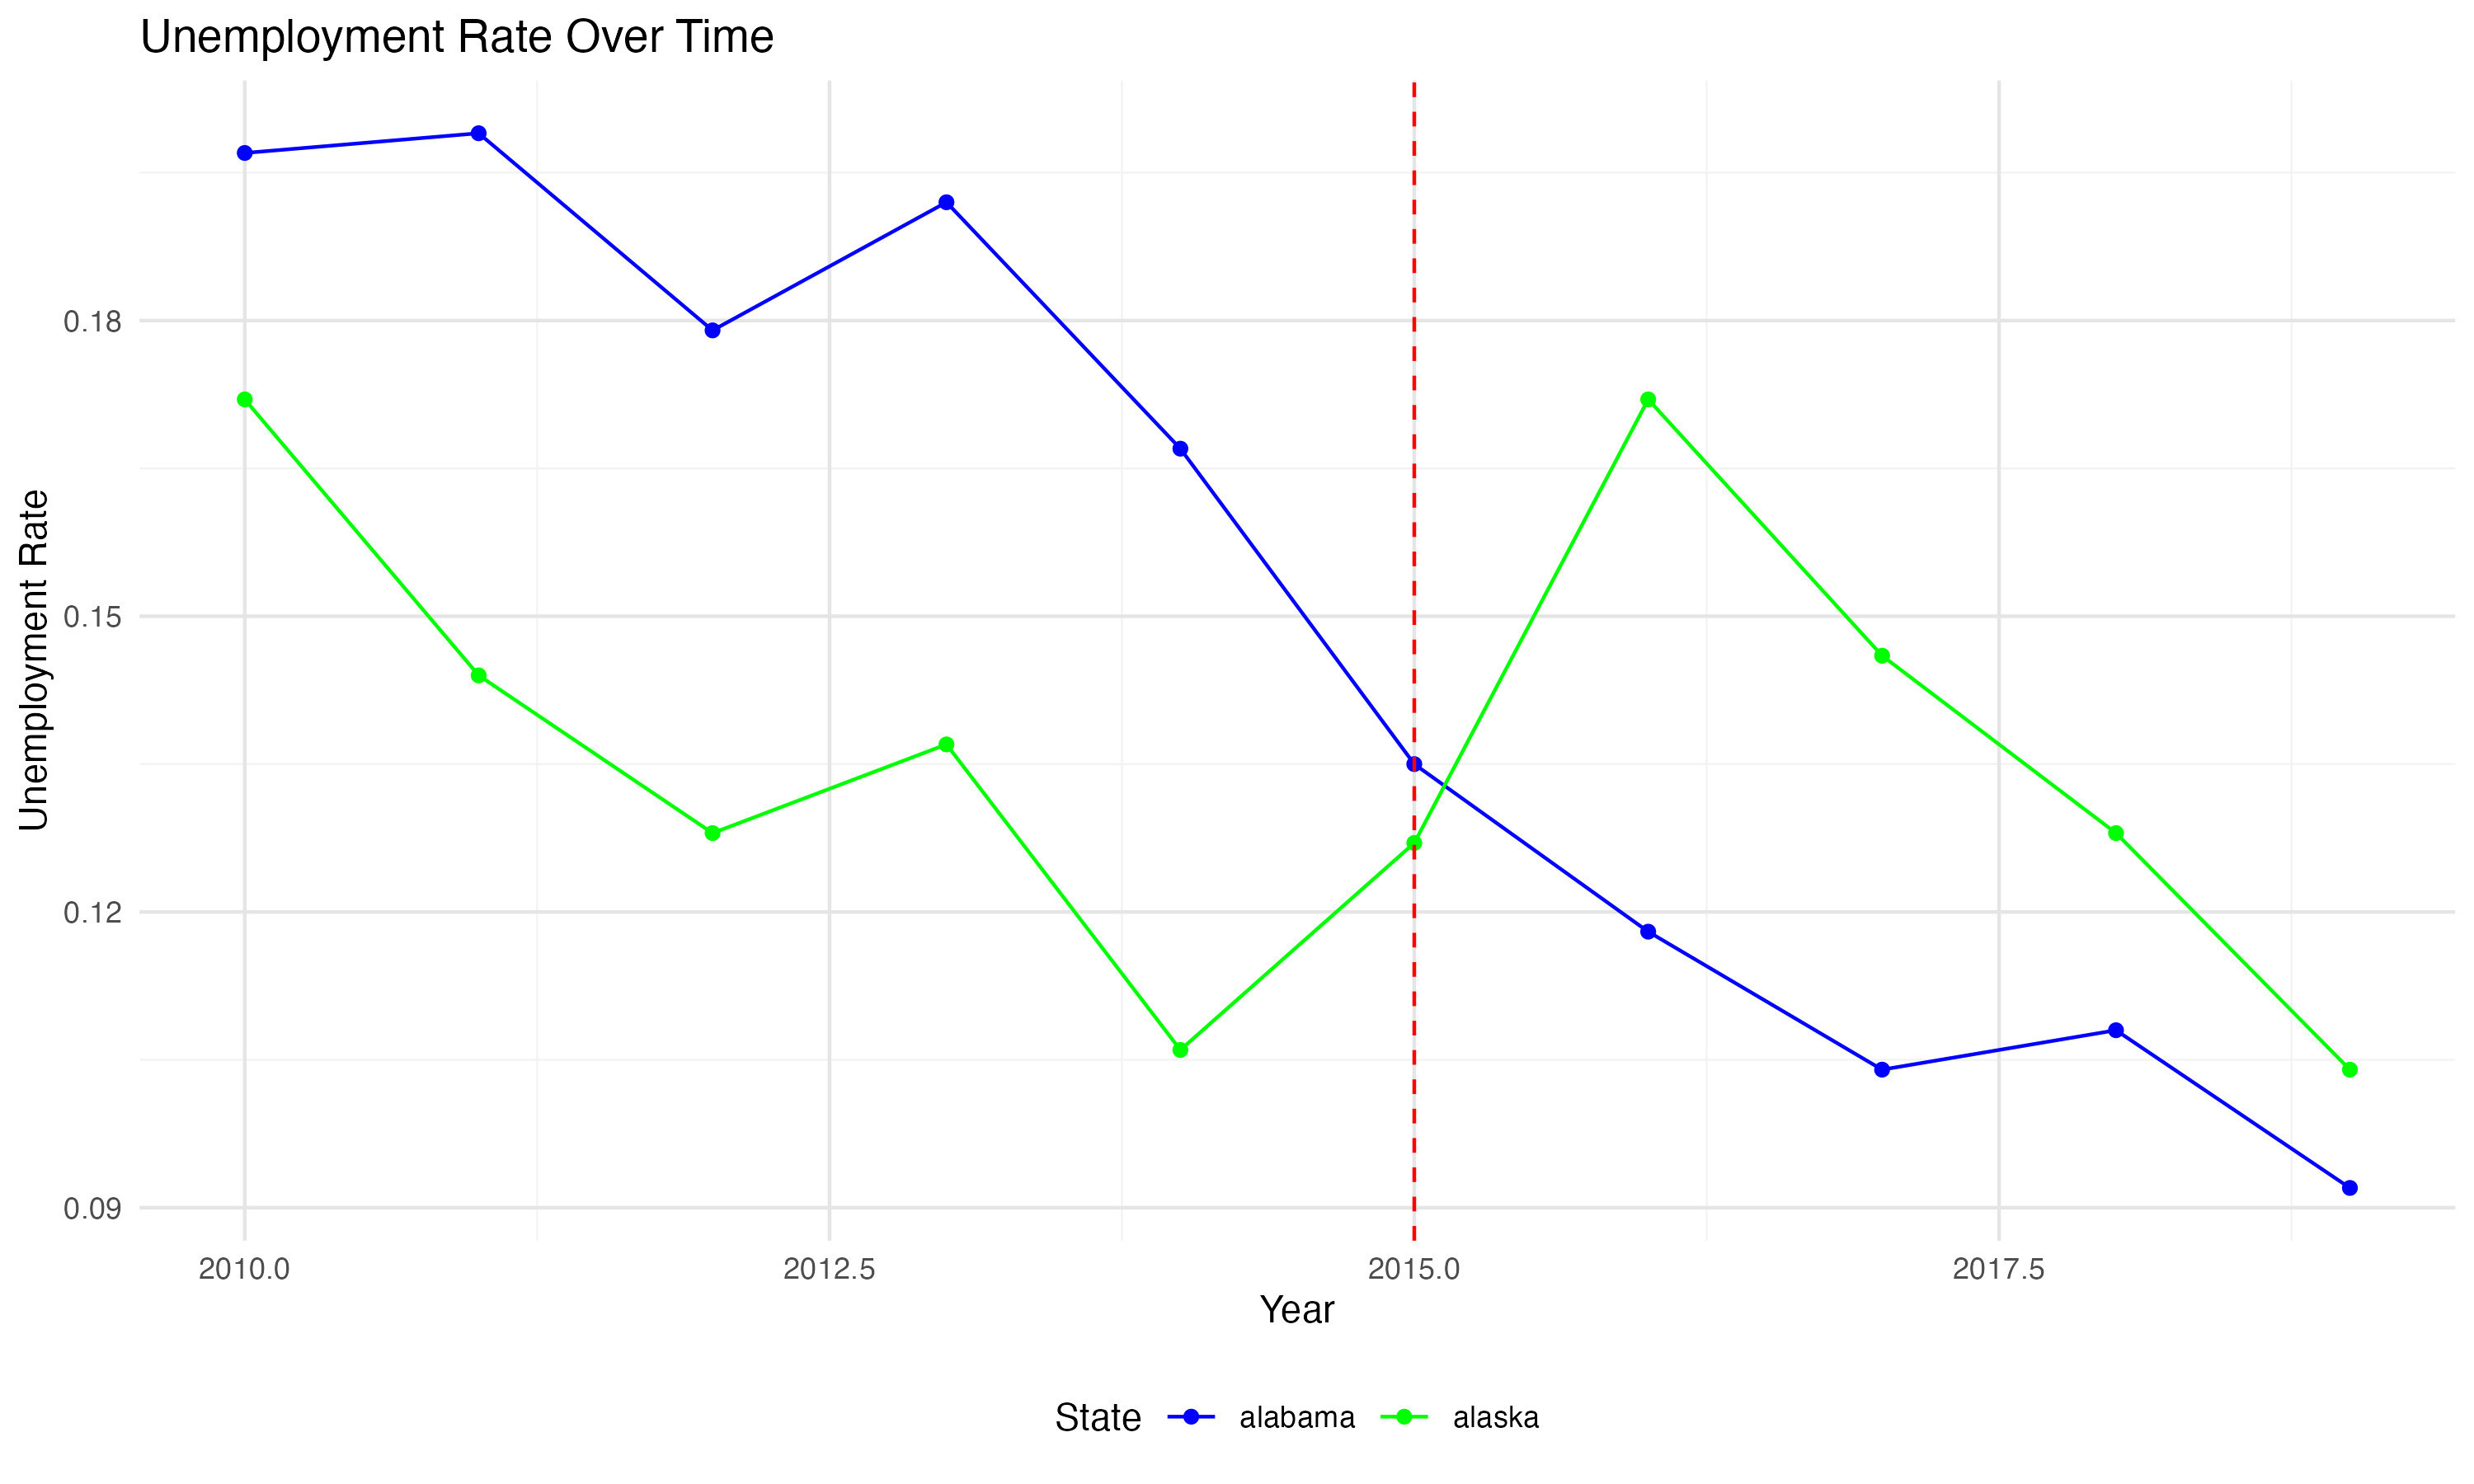 Unemployment Rate Over Time
Unemployment Rate
0.18
0.15
0.12
0.09
2010.0 2012.5 2015.0 2017.5
Year
State alabama alaska